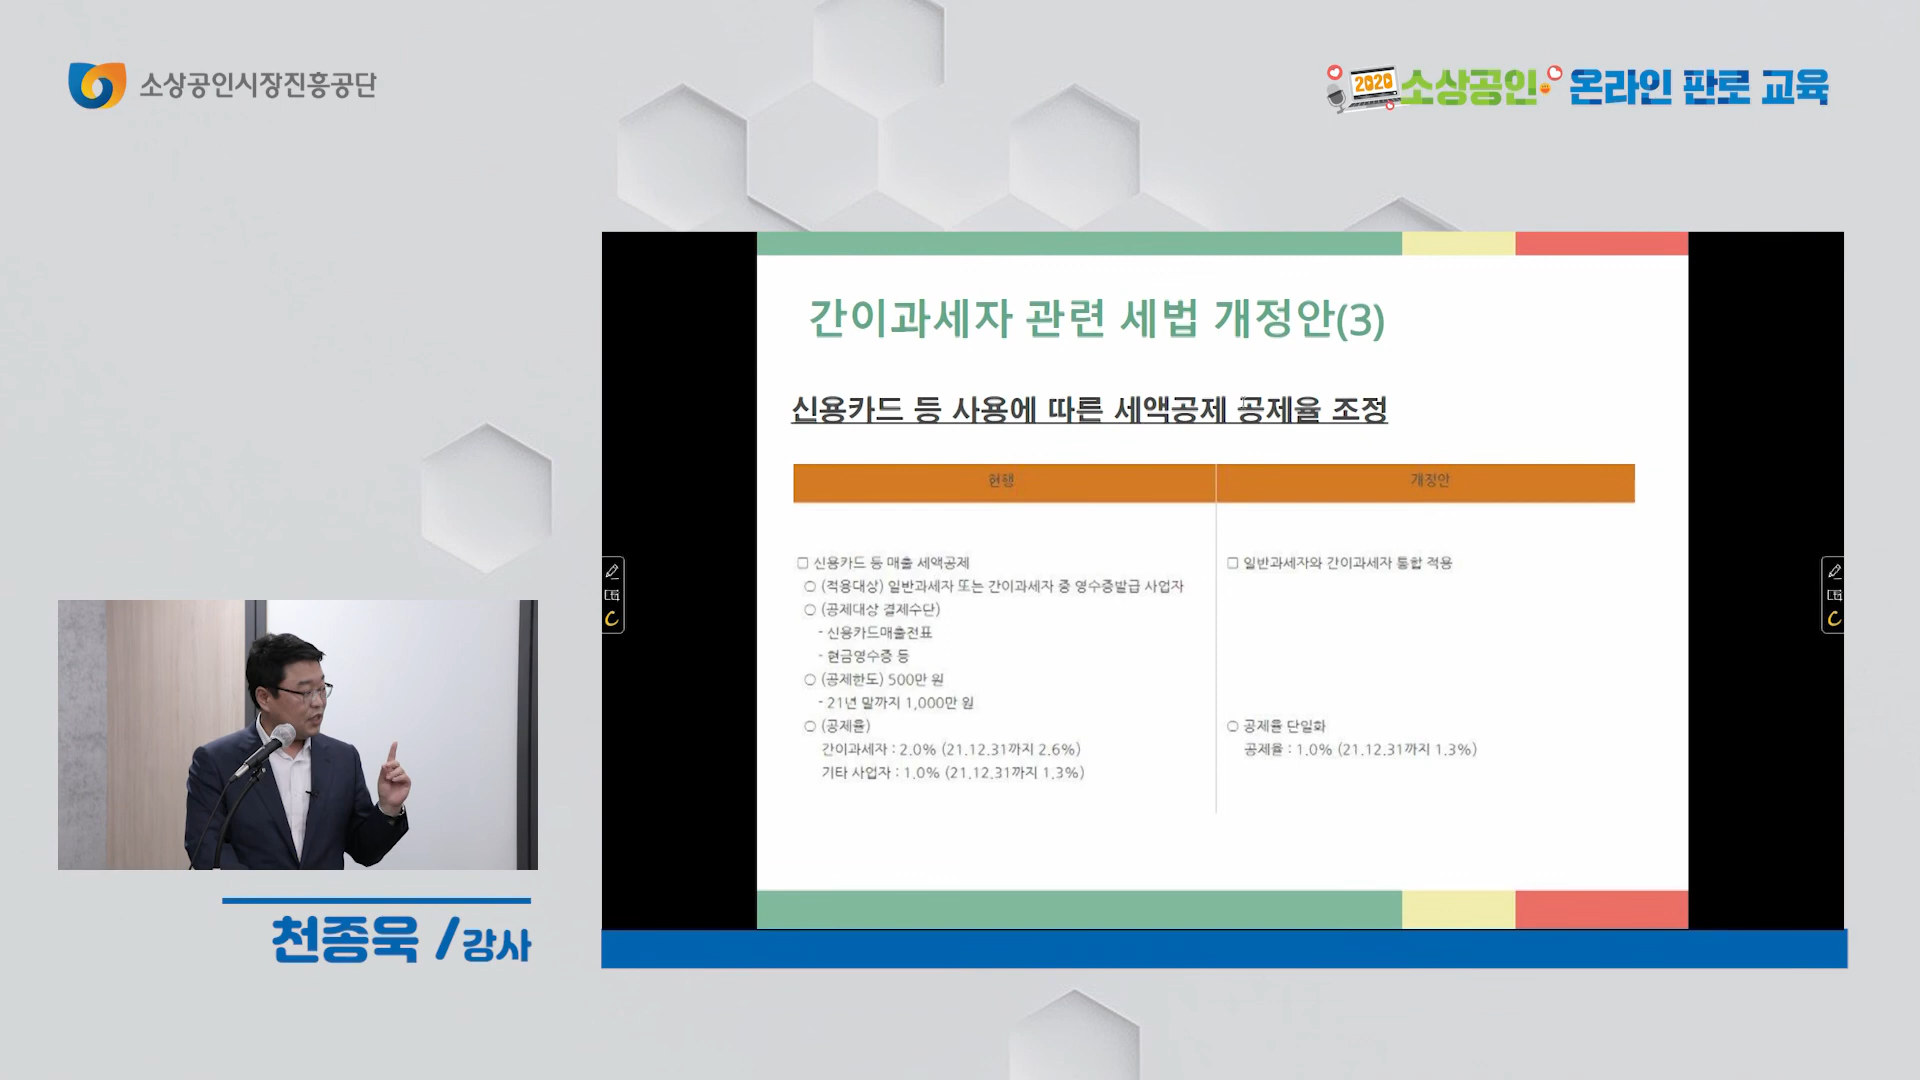 소상공인시장진흥공단
2020 소상공인 온라인 판로 교육
간이과세자 관련 세법 개정안(3)
신용카드 등 사용에 따른 세액공제 공제율 조정
현행
개정안
□ 신용카드 등 매출 세액공제
○ (적용대상) 일반과세자 또는 간이과세자 중 영수증발급 사업자
○ (공제대상 결제수단)
- 신용카드매출전표
- 현금영수증 등
○ (공제한도) 500만 원
- 21년 말까지 1,000만 원
○ (공제율)
간이과세자 : 2.0% (21.12.31까지 2.6%)
기타 사업자 : 1.0% (21.12.31까지 1.3%)
□ 일반과세자와 간이과세자 통합 적용
○ 공제율 단일화
공제율 : 1.0% (21.12.31까지 1.3%)
천종욱 / 강사